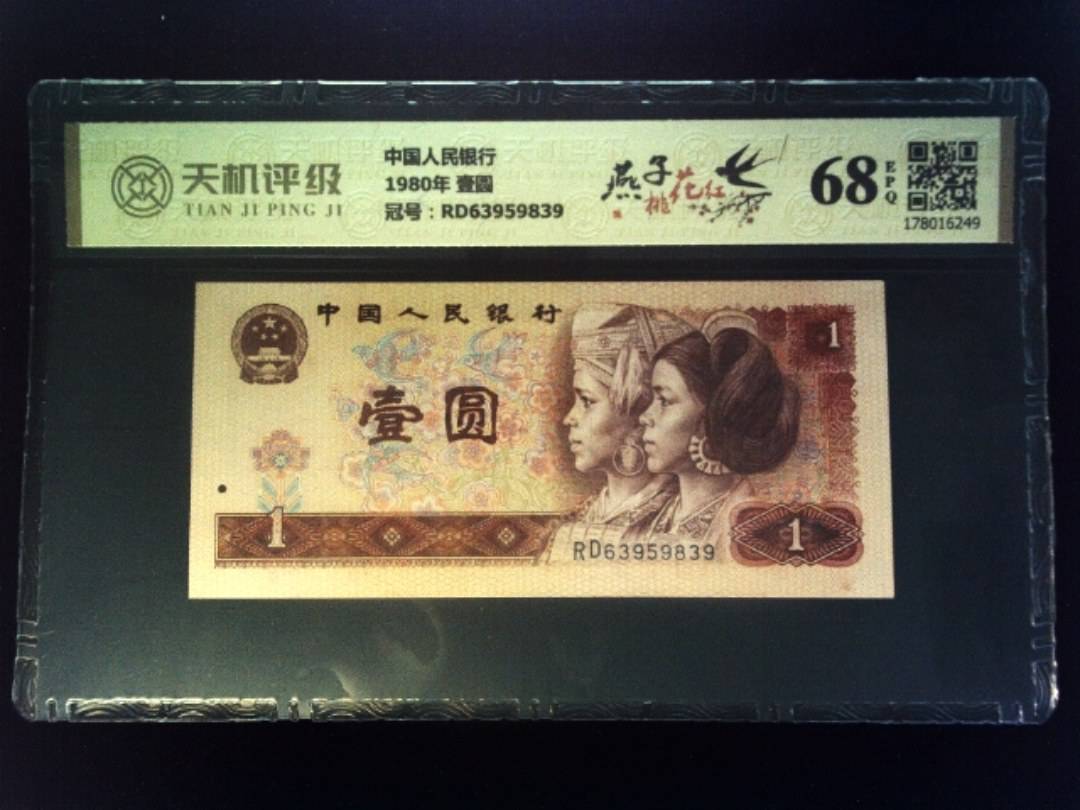 天机评级
TIAN JI PING JI
中国人民银行
1980年 壹圆
冠号：RD63959839
燕子
桃花红
68
EPQ
178016249
中国人民银行
壹圆
1
1
RD63959839
1